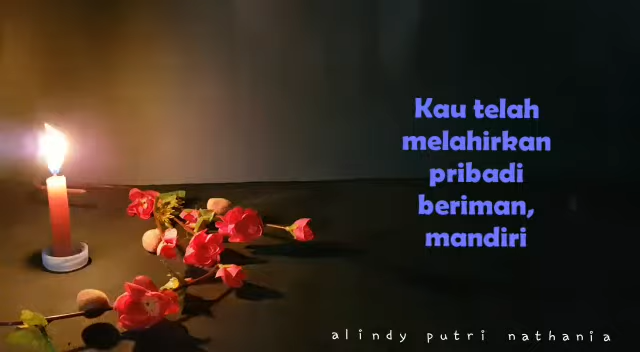 Kau telah
melahirkan
pribadi
beriman,
mandiri
alindy putri nathania